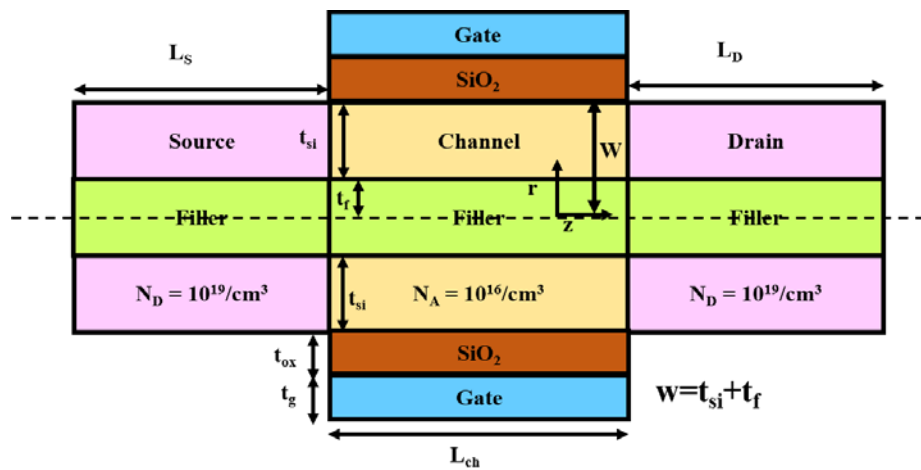 Gate
L_S
L_D
SiO₂
Source
t_si
Channel
W
Drain
r
t_f
Filler
Filler
z
Filler
N_D = 10¹⁹/cm³
t_si
N_A = 10¹⁶/cm³
N_D = 10¹⁹/cm³
t_ox
SiO₂
t_g
Gate
w=t_si+t_f
L_ch